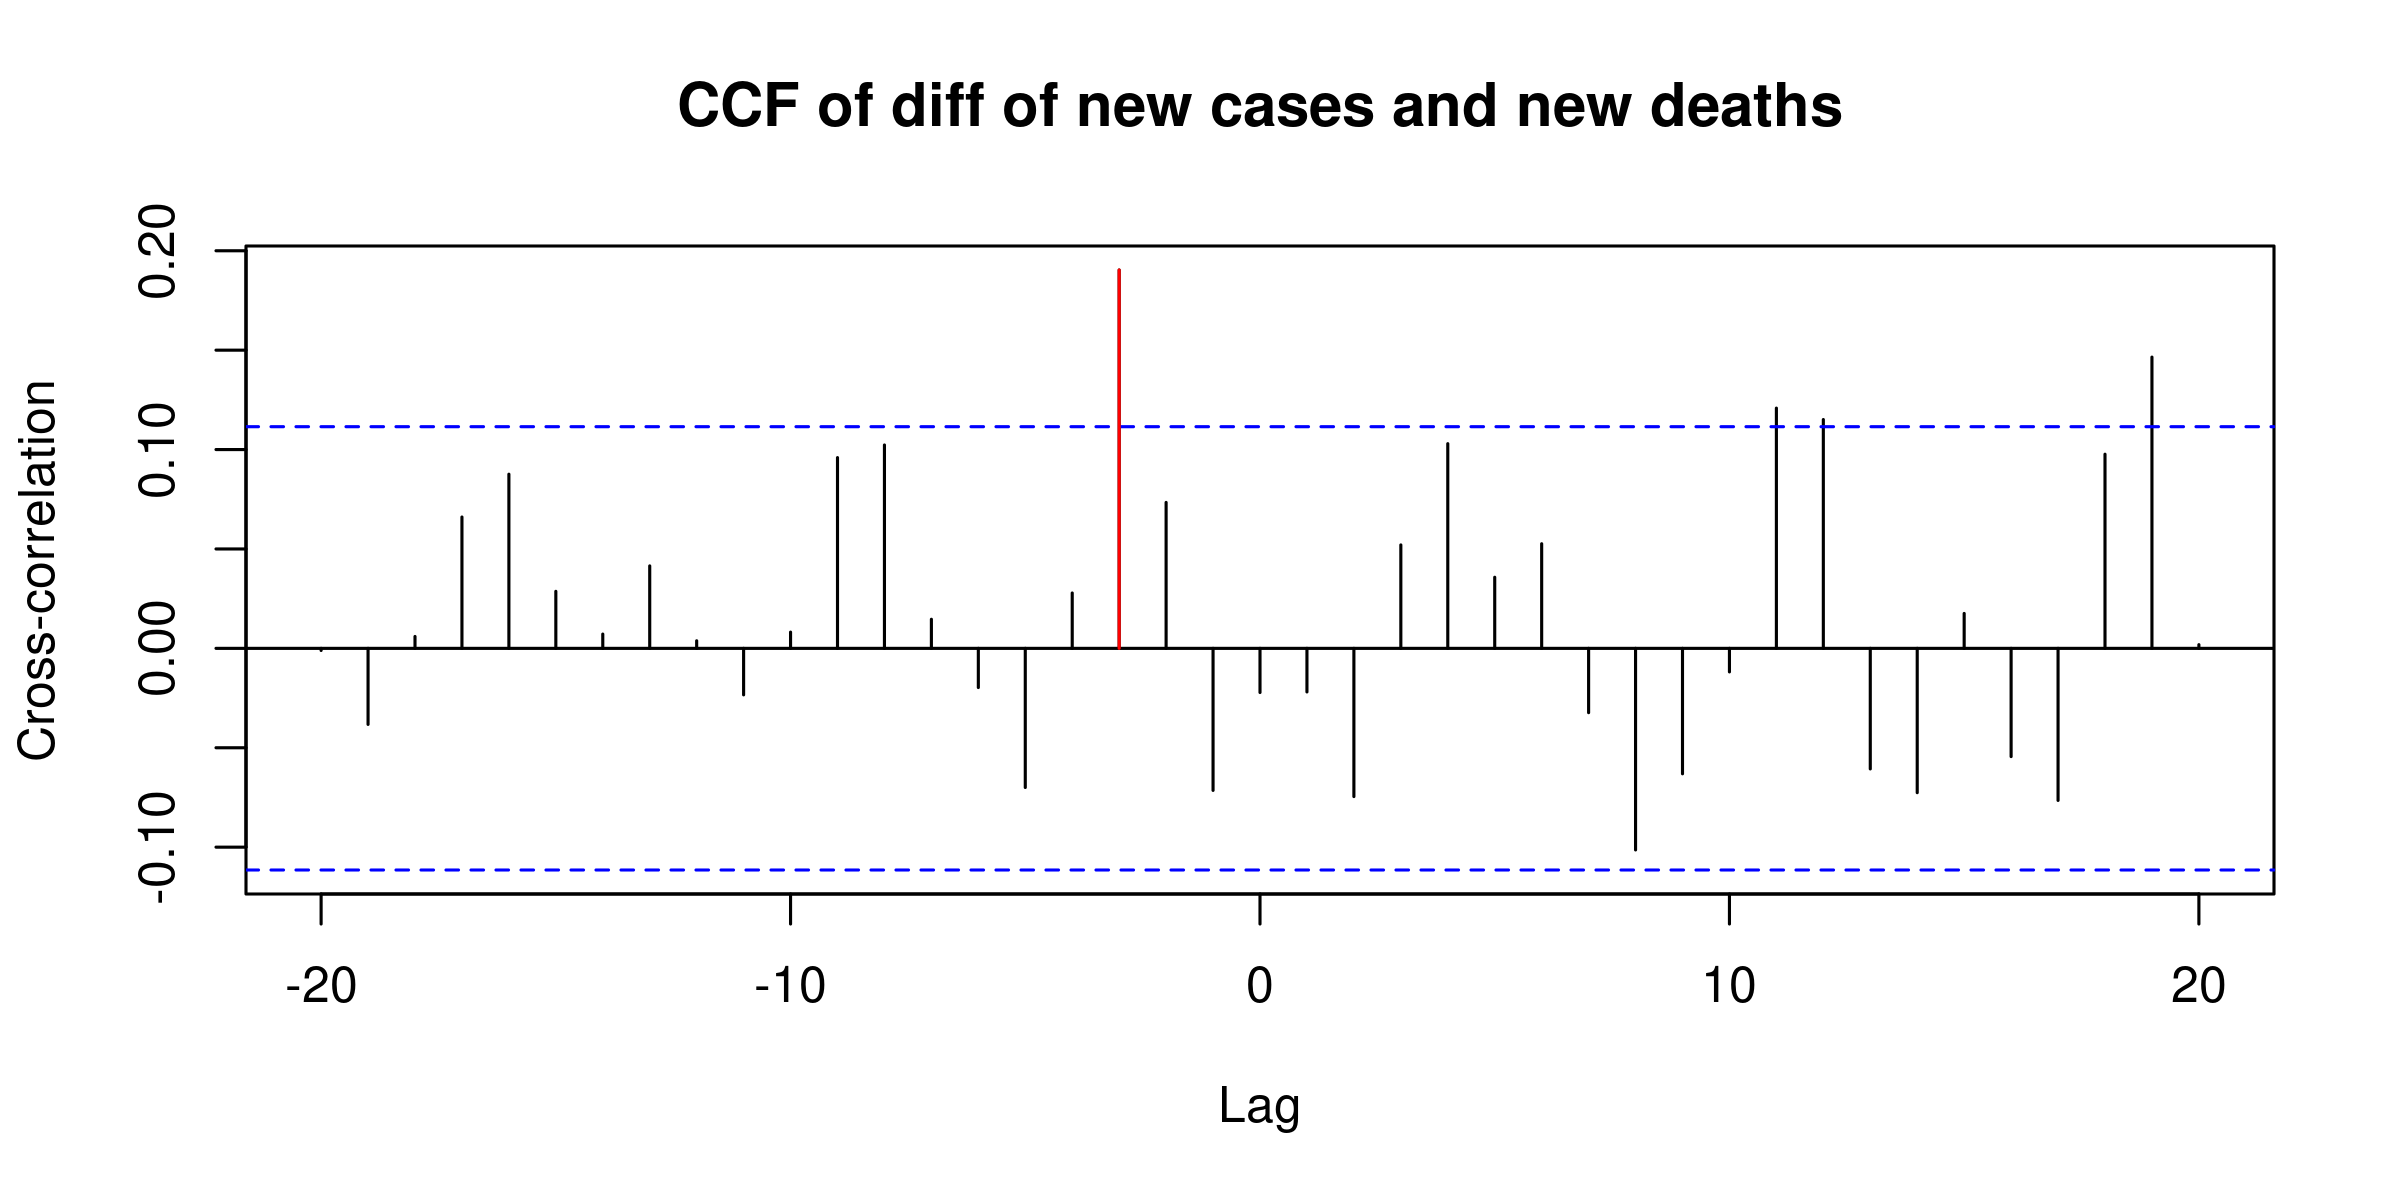 CCF of diff of new cases and new deaths
Cross-correlation
0.20
0.10
0.00
-0.10
-20 -10 0 10 20
Lag